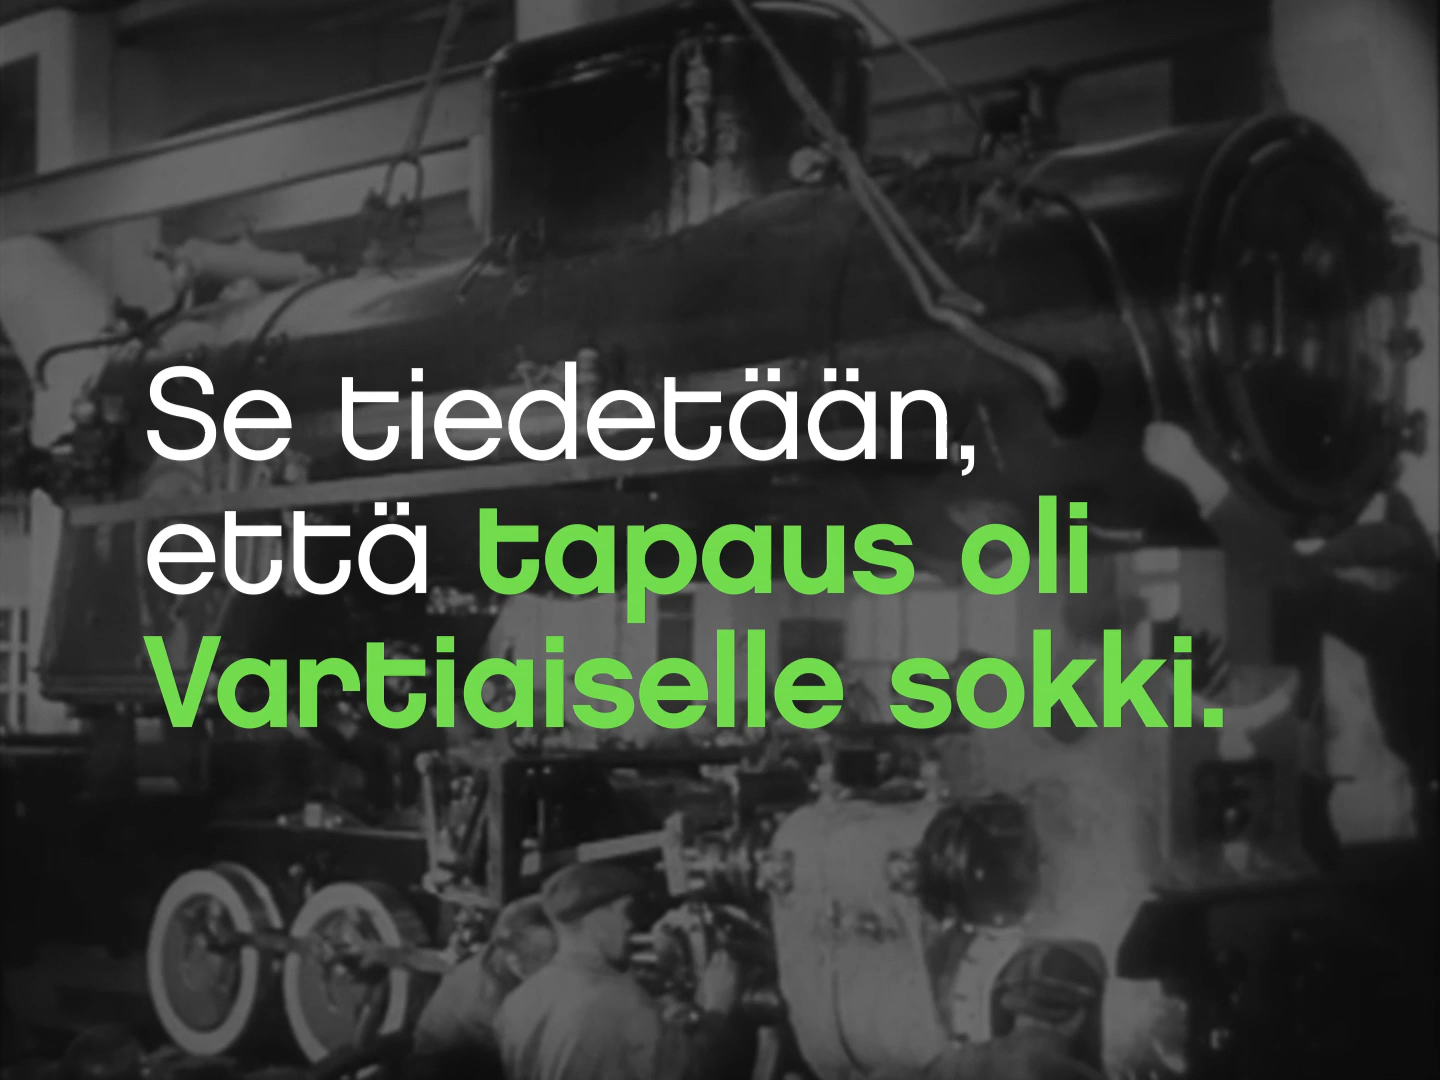 Se tiedetään,
että tapaus oli
Vartiaiselle sokki.